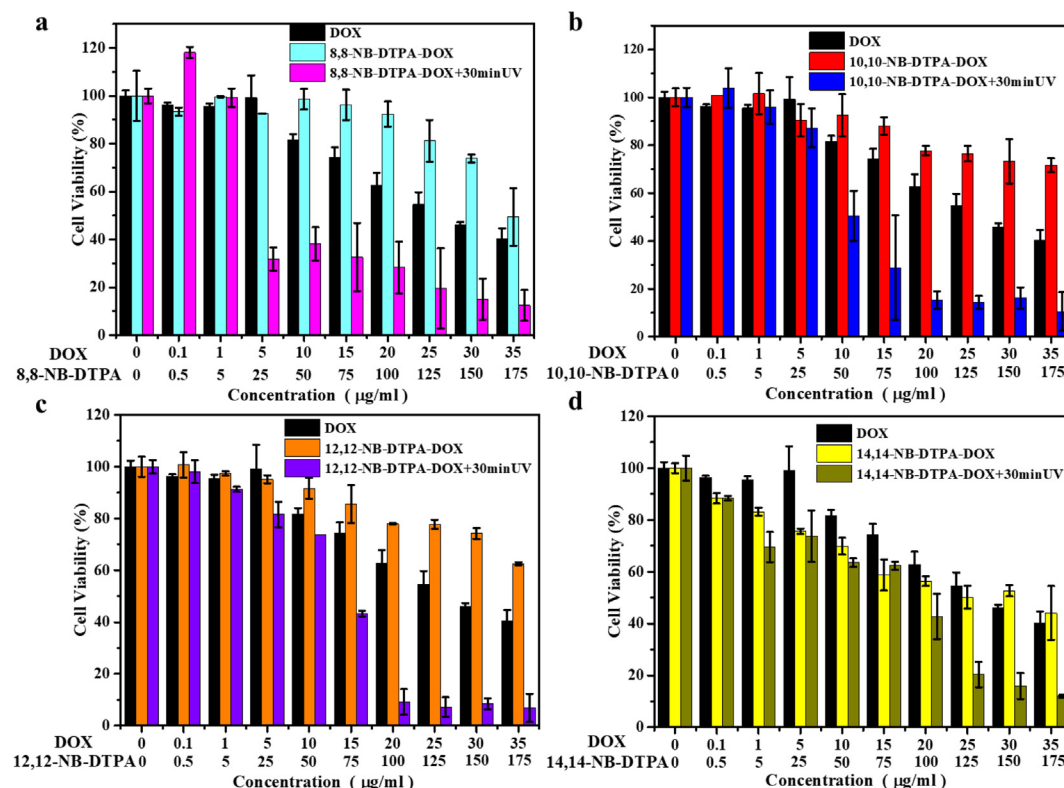 a
DOX
8,8-NB-DTPA-DOX
8,8-NB-DTPA-DOX+30minUV
120
100
80
60
40
20
0
Cell Viability (%)
DOX 0 0.1 1 5 10 15 20 25 30 35
8,8-NB-DTPA 0 0.5 5 25 50 75 100 125 150 175
Concentration ( μg/ml )
b
DOX
10,10-NB-DTPA-DOX
10,10-NB-DTPA-DOX+30minUV
120
100
80
60
40
20
0
Cell Viability (%)
DOX 0 0.1 1 5 10 15 20 25 30 35
10,10-NB-DTPA 0 0.5 5 25 50 75 100 125 150 175
Concentration ( μg/ml )
c
DOX
12,12-NB-DTPA-DOX
12,12-NB-DTPA-DOX+30minUV
120
100
80
60
40
20
0
Cell Viability (%)
DOX 0 0.1 1 5 10 15 20 25 30 35
12,12-NB-DTPA 0 0.5 5 25 50 75 100 125 150 175
Concentration ( μg/ml )
d
DOX
14,14-NB-DTPA-DOX
14,14-NB-DTPA-DOX+30minUV
120
100
80
60
40
20
0
Cell Viability (%)
DOX 0 0.1 1 5 10 15 20 25 30 35
14,14-NB-DTPA 0 0.5 5 25 50 75 100 125 150 175
Concentration ( μg/ml )